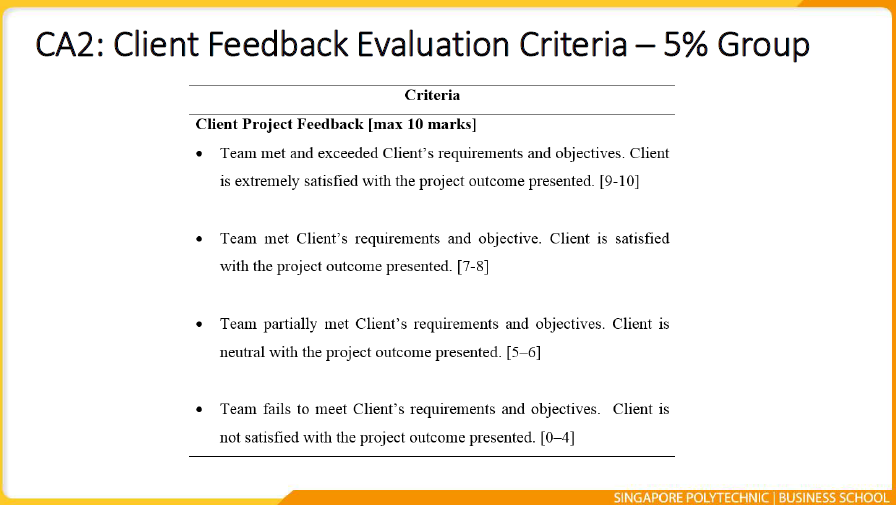 CA2: Client Feedback Evaluation Criteria – 5% Group
Criteria
Client Project Feedback [max 10 marks]
• Team met and exceeded Client’s requirements and objectives. Client
is extremely satisfied with the project outcome presented. [9-10]
• Team met Client’s requirements and objective. Client is satisfied
with the project outcome presented. [7-8]
• Team partially met Client’s requirements and objectives. Client is
neutral with the project outcome presented. [5–6]
• Team fails to meet Client’s requirements and objectives. Client is
not satisfied with the project outcome presented. [0–4]
SINGAPORE POLYTECHNIC | BUSINESS SCHOOL